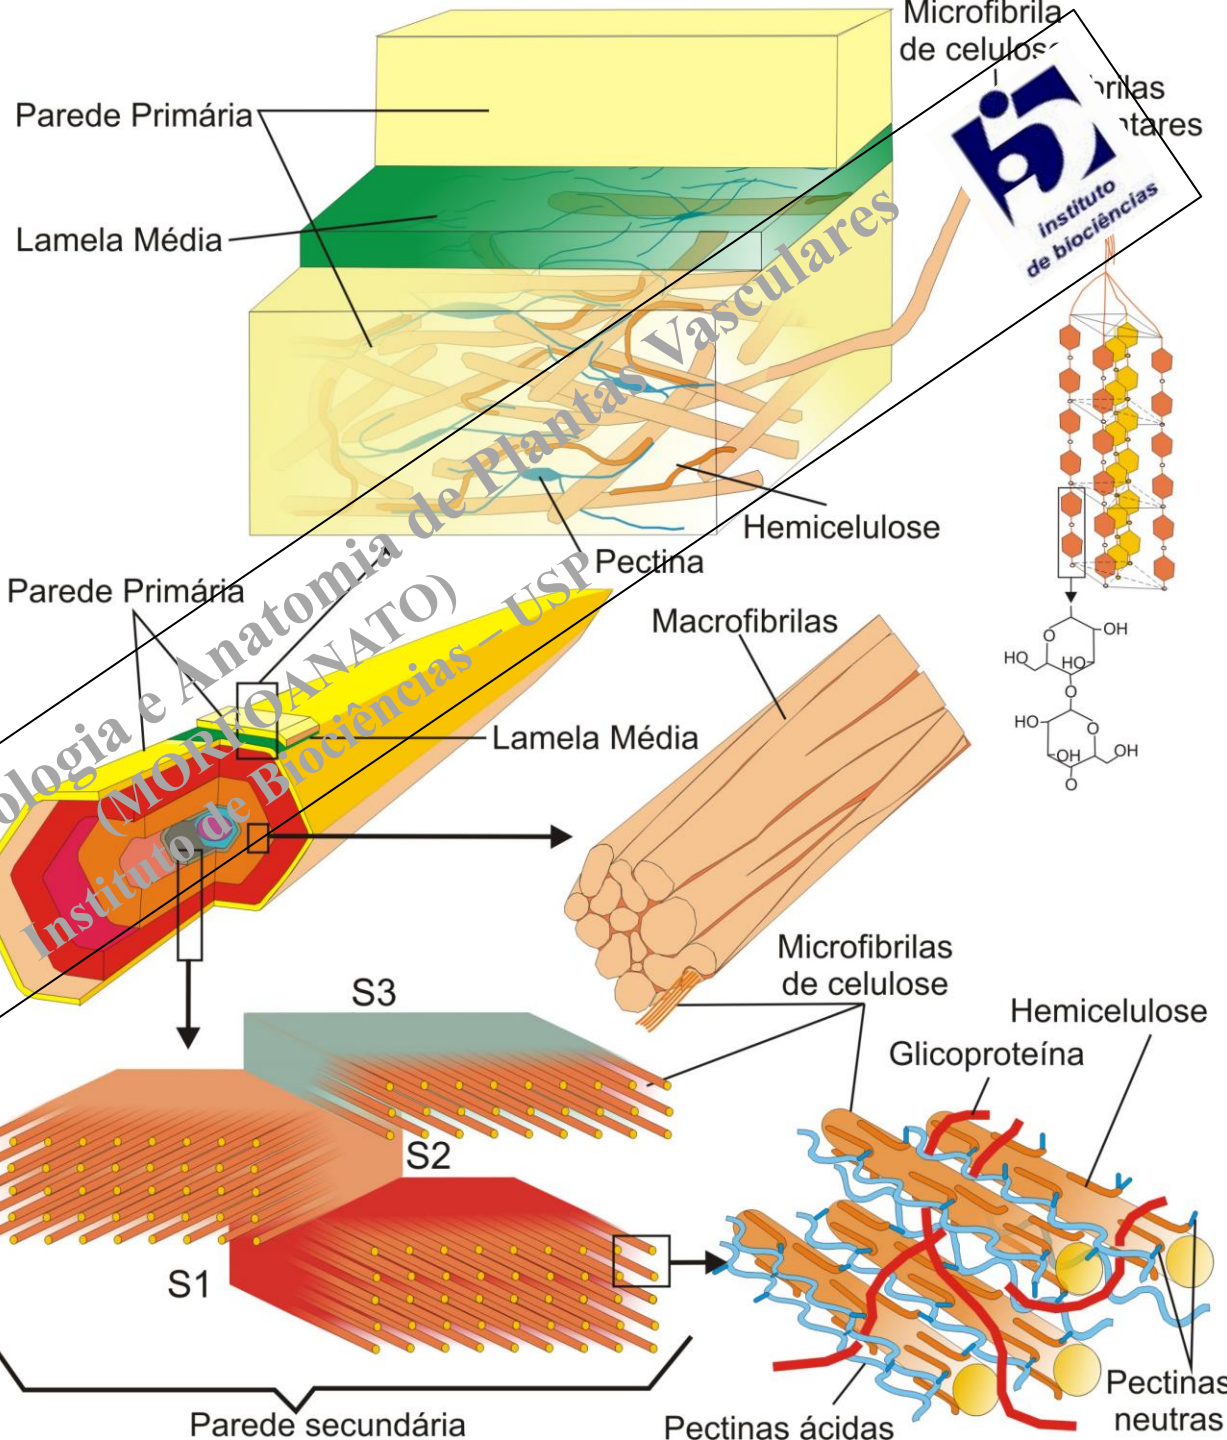 Microfibrila
de celulose
Parede Primária
Lamela Média
instituto
de biociências
Hemicelulose
Pectina
Parede Primária
Macrofibrilas
Lamela Média
e Anatomia de Plantas Vasculares
(MORFOANATO)
Instituto de Biociências – USP
OH
O
HO
HO
O
HO
O
OH
OH
O
Microfibrilas
de celulose
S3
Hemicelulose
Glicoproteína
S2
S1
Parede secundária
Pectinas ácidas
Pectinas
neutras